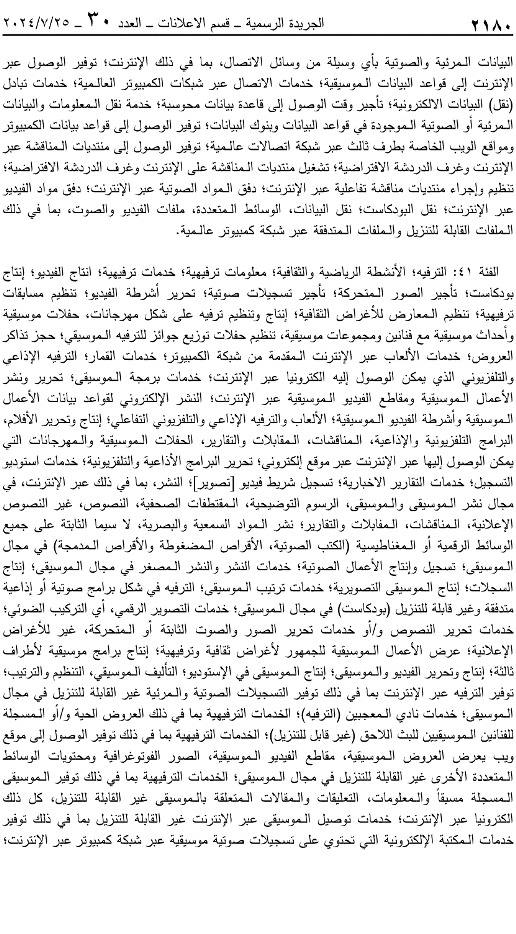 ٢١٨٠
الجريدة الرسمية ــ قسم الاعلانات ــ العدد ٣٠ ــ ٢٠٢٤/٧/٢٥
البيانات المرئية والصوتية بأي وسيلة من وسائل الاتصال، بما في ذلك الإنترنت؛ توفير الوصول عبر
الإنترنت إلى قواعد البيانات الموسيقية؛ خدمات الاتصال عبر شبكات الكمبيوتر العالمية؛ خدمات تبادل
(نقل) البيانات الالكترونية؛ تأجير وقت الوصول إلى قاعدة بيانات محوسبة؛ خدمة نقل المعلومات والبيانات
المرئية أو الصوتية الموجودة في قواعد البيانات وبنوك البيانات؛ توفير الوصول إلى قواعد بيانات الكمبيوتر
ومواقع الويب الخاصة بطرف ثالث عبر شبكة اتصالات عالمية؛ توفير الوصول إلى منتديات المناقشة عبر
الإنترنت وغرف الدردشة الافتراضية؛ تشغيل منتديات المناقشة على الإنترنت وغرف الدردشة الافتراضية؛
تنظيم وإجراء منتديات مناقشة تفاعلية عبر الإنترنت؛ دفق المواد الصوتية عبر الإنترنت؛ دفق مواد الفيديو
عبر الإنترنت؛ نقل البودكاست؛ نقل البيانات، الوسائط المتعددة، ملفات الفيديو والصوت، بما في ذلك
الملفات القابلة للتنزيل والملفات المتدفقة عبر شبكة كمبيوتر عالمية.
الفئة ٤١: الترفيه؛ الأنشطة الرياضية والثقافية؛ معلومات ترفيهية؛ خدمات ترفيهية؛ انتاج الفيديو؛ إنتاج
بودكاست؛ تأجير الصور المتحركة؛ تأجير تسجيلات صوتية؛ تحرير أشرطة الفيديو؛ تنظيم مسابقات
ترفيهية؛ تنظيم المعارض للأغراض الثقافية؛ إنتاج وتنظيم ترفيه على شكل مهرجانات، حفلات موسيقية
وأحداث موسيقية مع فنانين ومجموعات موسيقية، تنظيم حفلات توزيع جوائز للترفيه الموسيقي؛ حجز تذاكر
العروض؛ خدمات الألعاب عبر الإنترنت المقدمة من شبكة الكمبيوتر؛ خدمات القمار؛ الترفيه الإذاعي
والتلفزيوني الذي يمكن الوصول إليه الكترونيا عبر الإنترنت؛ خدمات برمجة الموسيقى؛ تحرير ونشر
الأعمال الموسيقية ومقاطع الفيديو الموسيقية عبر الإنترنت؛ النشر الإلكتروني لقواعد بيانات الأعمال
الموسيقية وأشرطة الفيديو الموسيقية؛ الألعاب والترفيه الإذاعي والتلفزيوني التفاعلي؛ إنتاج وتحرير الأفلام،
البرامج التلفزيونية والإذاعية، المناقشات، المقابلات والتقارير، الحفلات الموسيقية والمهرجانات التي
يمكن الوصول إليها عبر الإنترنت عبر موقع إلكتروني؛ تحرير البرامج الأذاعية والتلفزيونية؛ خدمات استوديو
التسجيل؛ خدمات التقارير الاخبارية؛ تسجيل شريط فيديو [تصوير]؛ النشر، بما في ذلك عبر الإنترنت، في
مجال نشر الموسيقى والموسيقى، الرسوم التوضيحية، المقتطفات الصحفية، النصوص، غير النصوص
الإعلانية، المناقشات، المقابلات والتقارير؛ نشر المواد السمعية والبصرية، لا سيما الثابتة على جميع
الوسائط الرقمية أو المغناطيسية (الكتب الصوتية، الأقراص المضغوطة والأقراص المدمجة) في مجال
الموسيقى؛ تسجيل وإنتاج الأعمال الصوتية؛ خدمات النشر والنشر المصغر في مجال الموسيقى؛ إنتاج
السجلات؛ إنتاج الموسيقى التصويرية؛ خدمات ترتيب الموسيقى؛ الترفيه في شكل برامج صوتية أو إذاعية
متدفقة وغير قابلة للتنزيل (بودكاست) في مجال الموسيقى؛ خدمات التصوير الرقمي، أي التركيب الضوئي؛
خدمات تحرير النصوص و/أو خدمات تحرير الصور والصوت الثابتة أو المتحركة، غير للأغراض
الإعلانية؛ عرض الأعمال الموسيقية للجمهور لأغراض ثقافية وترفيهية؛ إنتاج برامج موسيقية لأطراف
ثالثة؛ إنتاج وتحرير الفيديو والموسيقى؛ إنتاج الموسيقى في الإستوديو؛ التأليف الموسيقي، التنظيم والترتيب؛
توفير الترفيه عبر الإنترنت بما في ذلك توفير التسجيلات الصوتية والمرئية غير القابلة للتنزيل في مجال
الموسيقى؛ خدمات نادي المعجبين (الترفيه)؛ الخدمات الترفيهية بما في ذلك العروض الحية و/أو المسجلة
للفنانين الموسيقيين للبث اللاحق (غير قابل للتنزيل)؛ الخدمات الترفيهية بما في ذلك توفير الوصول إلى موقع
ويب يعرض العروض الموسيقية، مقاطع الفيديو الموسيقية، الصور الفوتوغرافية ومحتويات الوسائط
المتعددة الأخرى غير القابلة للتنزيل في مجال الموسيقى؛ الخدمات الترفيهية بما في ذلك توفير الموسيقى
المسجلة مسبقاً والمعلومات، التعليقات والمقالات المتعلقة بالموسيقى غير القابلة للتنزيل، كل ذلك
الكترونيا عبر الإنترنت؛ خدمات توصيل الموسيقى عبر الإنترنت غير القابلة للتنزيل بما في ذلك توفير
خدمات المكتبة الإلكترونية التي تحتوي على تسجيلات صوتية موسيقية عبر شبكة كمبيوتر عبر الإنترنت؛